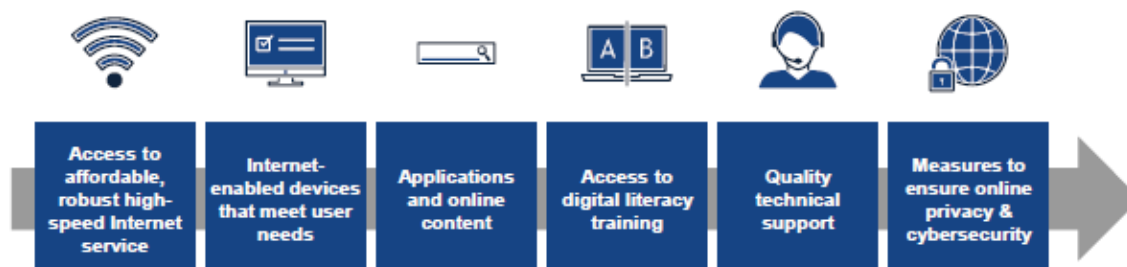 A B
Access to
affordable,
robust high-
speed Internet
service
Internet-
enabled devices
that meet user
needs
Applications
and online
content
Access to
digital literacy
training
Quality
technical
support
Measures to
ensure online
privacy &
cybersecurity